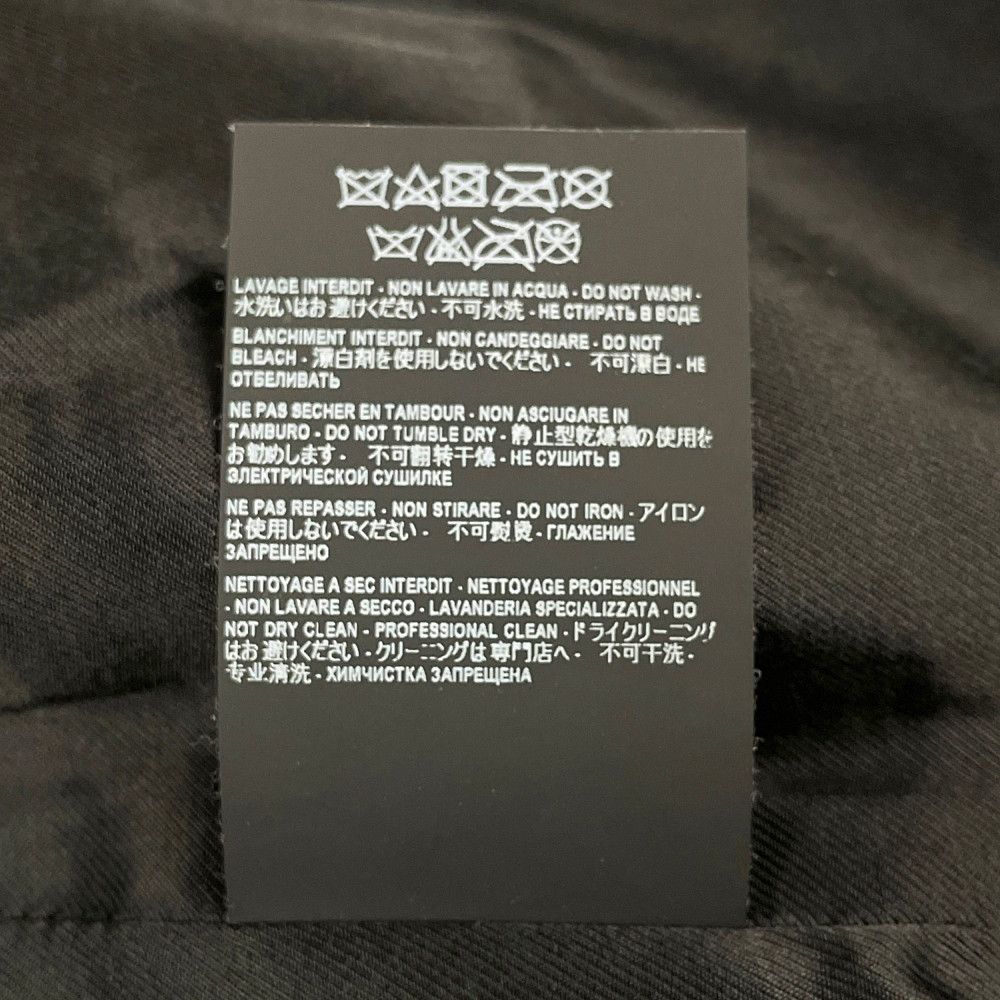 LAVAGE INTERDIT - NON LAVARE IN ACQUA - DO NOT WASH -
水洗いはお避けください - 不可水洗 - НЕ СТИРАТЬ В ВОДЕ
BLANCHIMENT INTERDIT - NON CANDEGGIARE - DO NOT
BLEACH - 漂白剤を使用しないでください - 不可漂白 - НЕ
ОТБЕЛИВАТЬ
NE PAS SECHER EN TAMBOUR - NON ASCIUGARE IN
TAMBURO - DO NOT TUMBLE DRY - 静止型乾燥機の使用を
お勧めします - 不可翻转干燥 - НЕ СУШИТЬ В
ЭЛЕКТРИЧЕСКОЙ СУШИЛКЕ
NE PAS REPASSER - NON STIRARE - DO NOT IRON - アイロン
は使用しないでください - 不可熨烫 - ГЛАЖЕНИЕ
ЗАПРЕЩЕНО
NETTOYAGE A SEC INTERDIT - NETTOYAGE PROFESSIONNEL
- NON LAVARE A SECCO - LAVANDERIA SPECIALIZZATA - DO
NOT DRY CLEAN - PROFESSIONAL CLEAN - ドライクリーニング
はお避けください - クリーニングは専門店へ - 不可干洗 -
专业清洗 - ХИМЧИСТКА ЗАПРЕЩЕНА